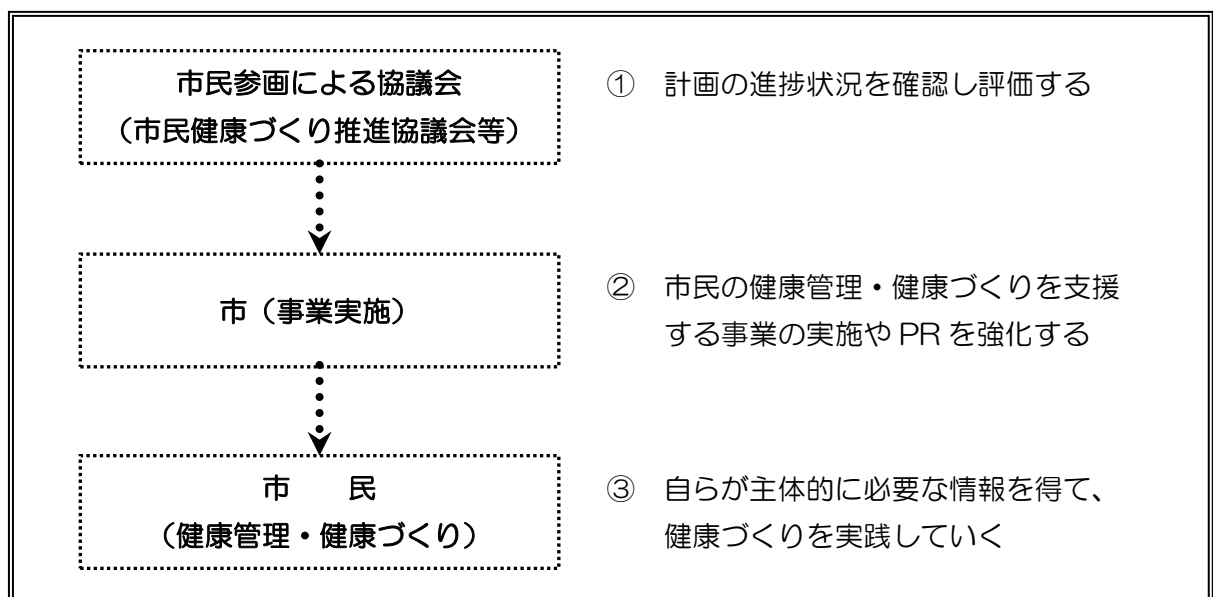 市民参画による協議会
（市民健康づくり推進協議会等）
① 計画の進捗状況を確認し評価する
市（事業実施）
② 市民の健康管理・健康づくりを支援
する事業の実施や PR を強化する
市　　民
（健康管理・健康づくり）
③ 自らが主体的に必要な情報を得て、
健康づくりを実践していく